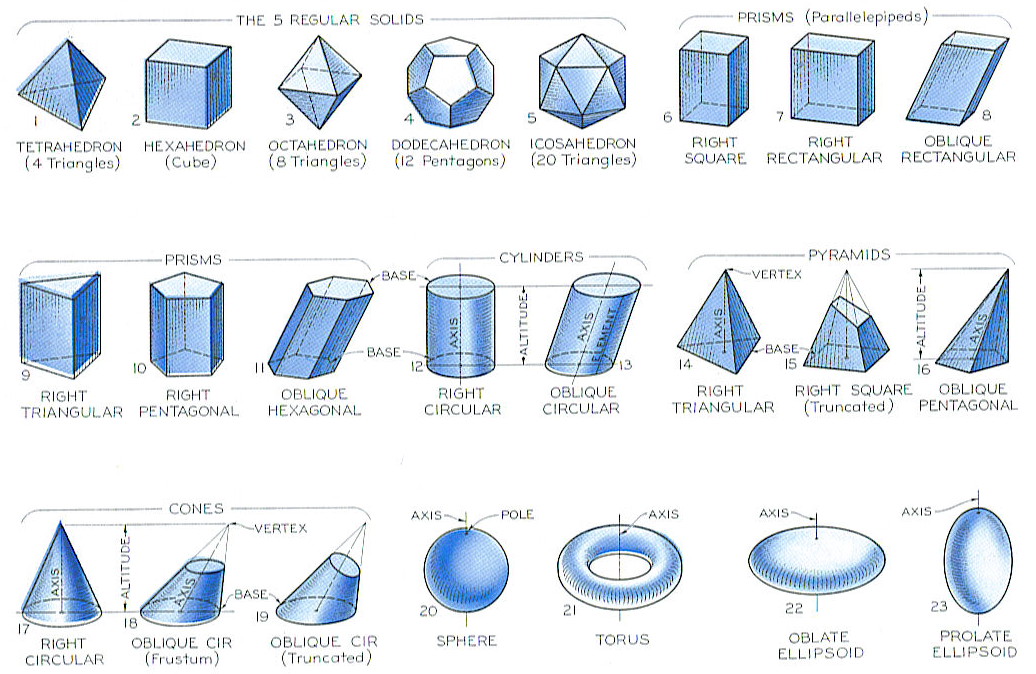 THE 5 REGULAR SOLIDS
PRISMS (Parallelepipeds)
1
2
3
4
5
6
7
8
TETRAHEDRON
(4 Triangles)
HEXAHEDRON
(Cube)
OCTAHEDRON
(8 Triangles)
DODECAHEDRON
(12 Pentagons)
ICOSAHEDRON
(20 Triangles)
RIGHT
SQUARE
RIGHT
RECTANGULAR
OBLIQUE
RECTANGULAR
PRISMS
CYLINDERS
PYRAMIDS
BASE
BASE
AXIS
ALTITUDE
AXIS
ELEMENT
VERTEX
AXIS
BASE
ALTITUDE
AXIS
9
10
11
12
13
14
15
16
RIGHT
TRIANGULAR
RIGHT
PENTAGONAL
OBLIQUE
HEXAGONAL
RIGHT
CIRCULAR
OBLIQUE
CIRCULAR
RIGHT
TRIANGULAR
RIGHT SQUARE
(Truncated)
OBLIQUE
PENTAGONAL
CONES
AXIS
ALTITUDE
AXIS
VERTEX
BASE
AXIS
POLE
AXIS
AXIS
AXIS
17
18
19
20
21
22
23
RIGHT
CIRCULAR
OBLIQUE CIR
(Frustum)
OBLIQUE CIR
(Truncated)
SPHERE
TORUS
OBLATE
ELLIPSOID
PROLATE
ELLIPSOID